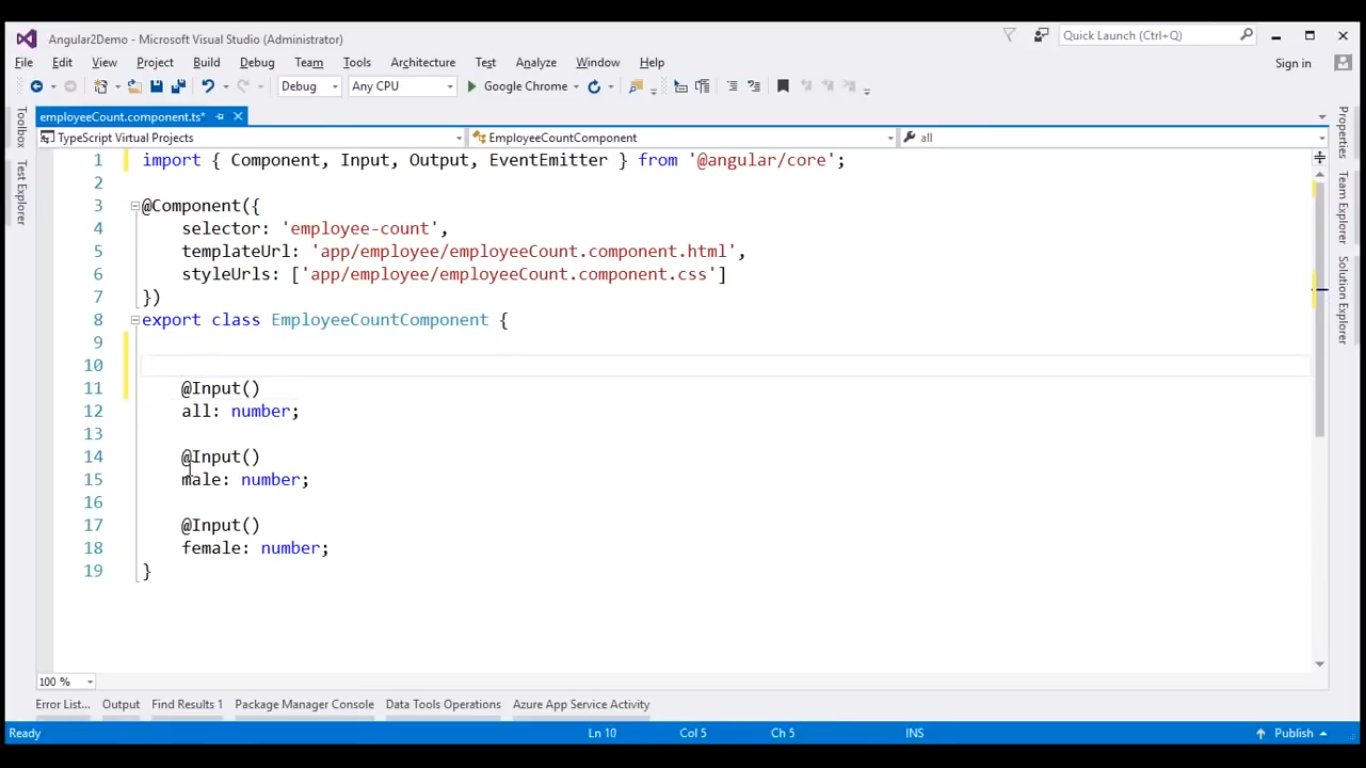 Angular2Demo - Microsoft Visual Studio (Administrator)
Quick Launch (Ctrl+Q)
File Edit View Project Build Debug Team Tools Architecture Test Analyze Window Help
Sign in
Debug Any CPU Google Chrome
employeeCount.component.ts*
TypeScript Virtual Projects EmployeeCountComponent all
Toolbox
Test Explorer
1 import { Component, Input, Output, EventEmitter } from '@angular/core';
2
3 @Component({
4 selector: 'employee-count',
5 templateUrl: 'app/employee/employeeCount.component.html',
6 styleUrls: ['app/employee/employeeCount.component.css']
7 })
8 export class EmployeeCountComponent {
9
10
11 @Input()
12 all: number;
13
14 @Input()
15 male: number;
16
17 @Input()
18 female: number;
19 }
Properties
Team Explorer
Solution Explorer
100 %
Error List... Output Find Results 1 Package Manager Console Data Tools Operations Azure App Service Activity
Ready Ln 10 Col 5 Ch 5 INS Publish